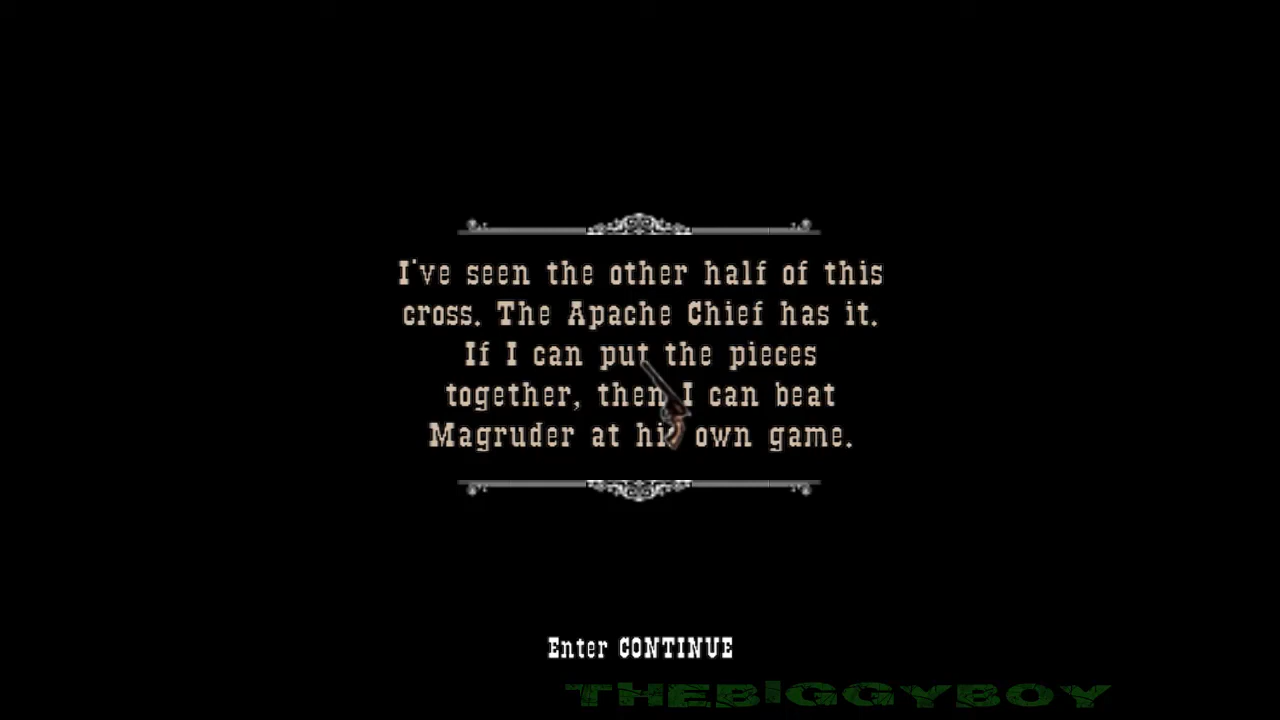 I've seen the other half of this
cross. The Apache Chief has it.
If I can put the pieces
together, then I can beat
Magruder at his own game.
Enter CONTINUE
THEBIGGYBOY